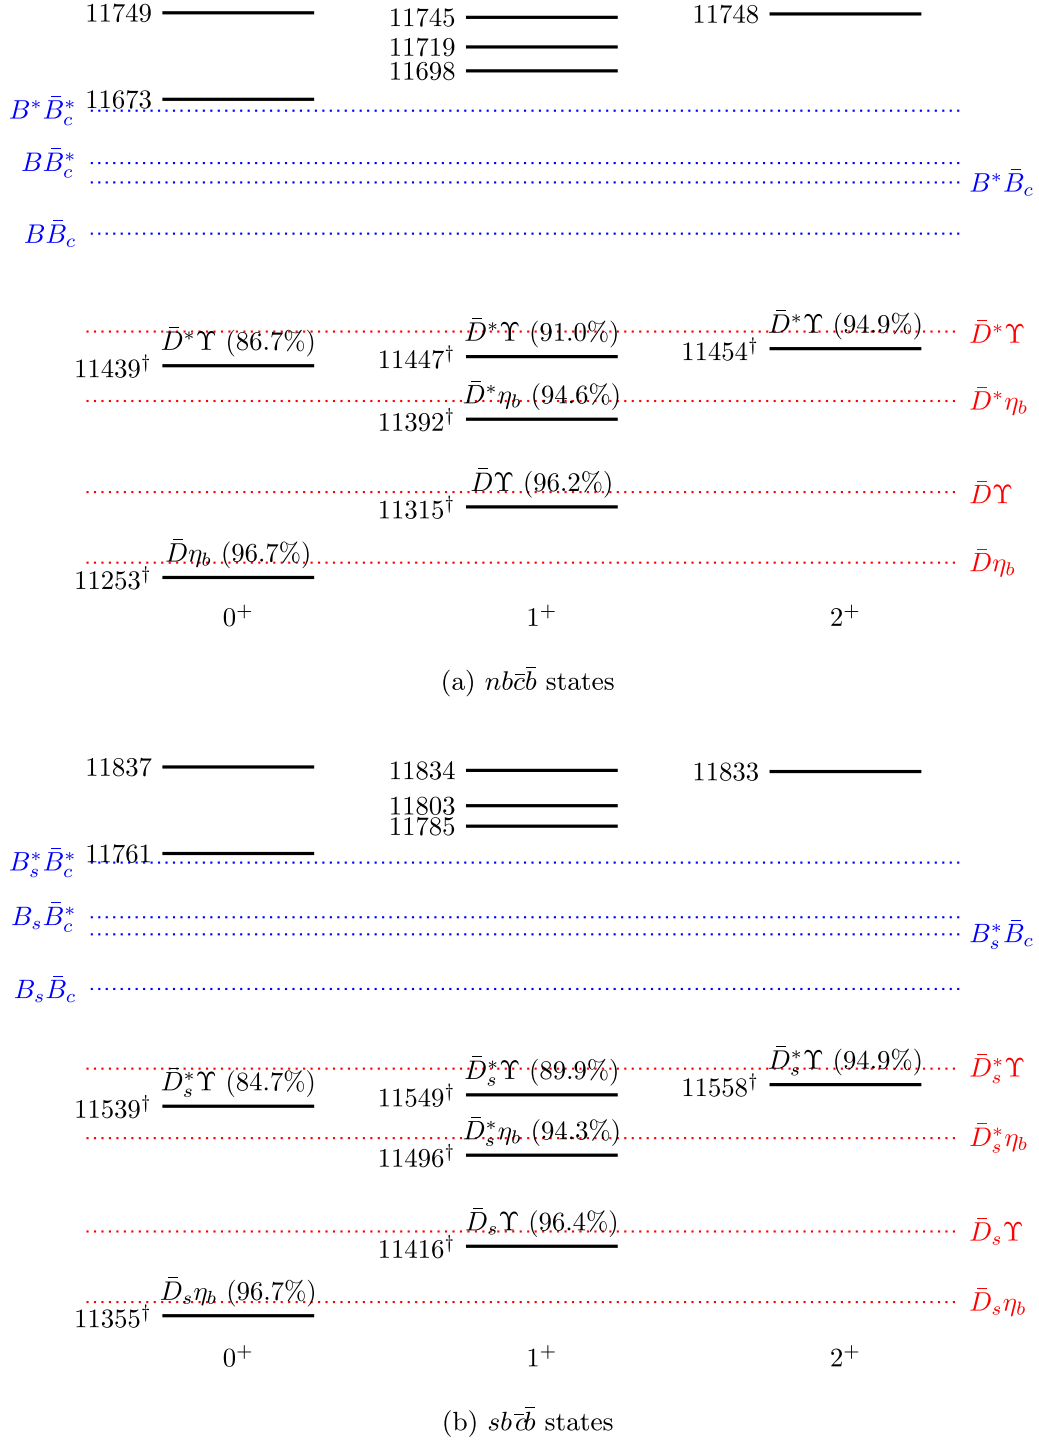 11749
11745
11748
11719
11698
11673
B*B̄c*
BB̄c*
B*B̄c
BB̄c
D̄*Υ (86.7%)
D̄*Υ (91.0%)
D̄*Υ (94.9%)
D̄*Υ
11439†
11447†
11454†
D̄*ηb (94.6%)
D̄*ηb
11392†
D̄Υ (96.2%)
D̄Υ
11315†
D̄ηb (96.7%)
D̄ηb
11253†
0+ 1+ 2+
(a) nbc̄b̄ states
11837
11834
11833
11803
11785
11761
Bs*B̄c*
BsB̄c*
Bs*B̄c
BsB̄c
D̄s*Υ (84.7%)
D̄s*Υ (89.9%)
D̄s*Υ (94.9%)
D̄s*Υ
11539†
11549†
11558†
D̄s*ηb (94.3%)
D̄s*ηb
11496†
D̄sΥ (96.4%)
D̄sΥ
11416†
D̄sηb (96.7%)
D̄sηb
11355†
0+ 1+ 2+
(b) sbc̄b̄ states